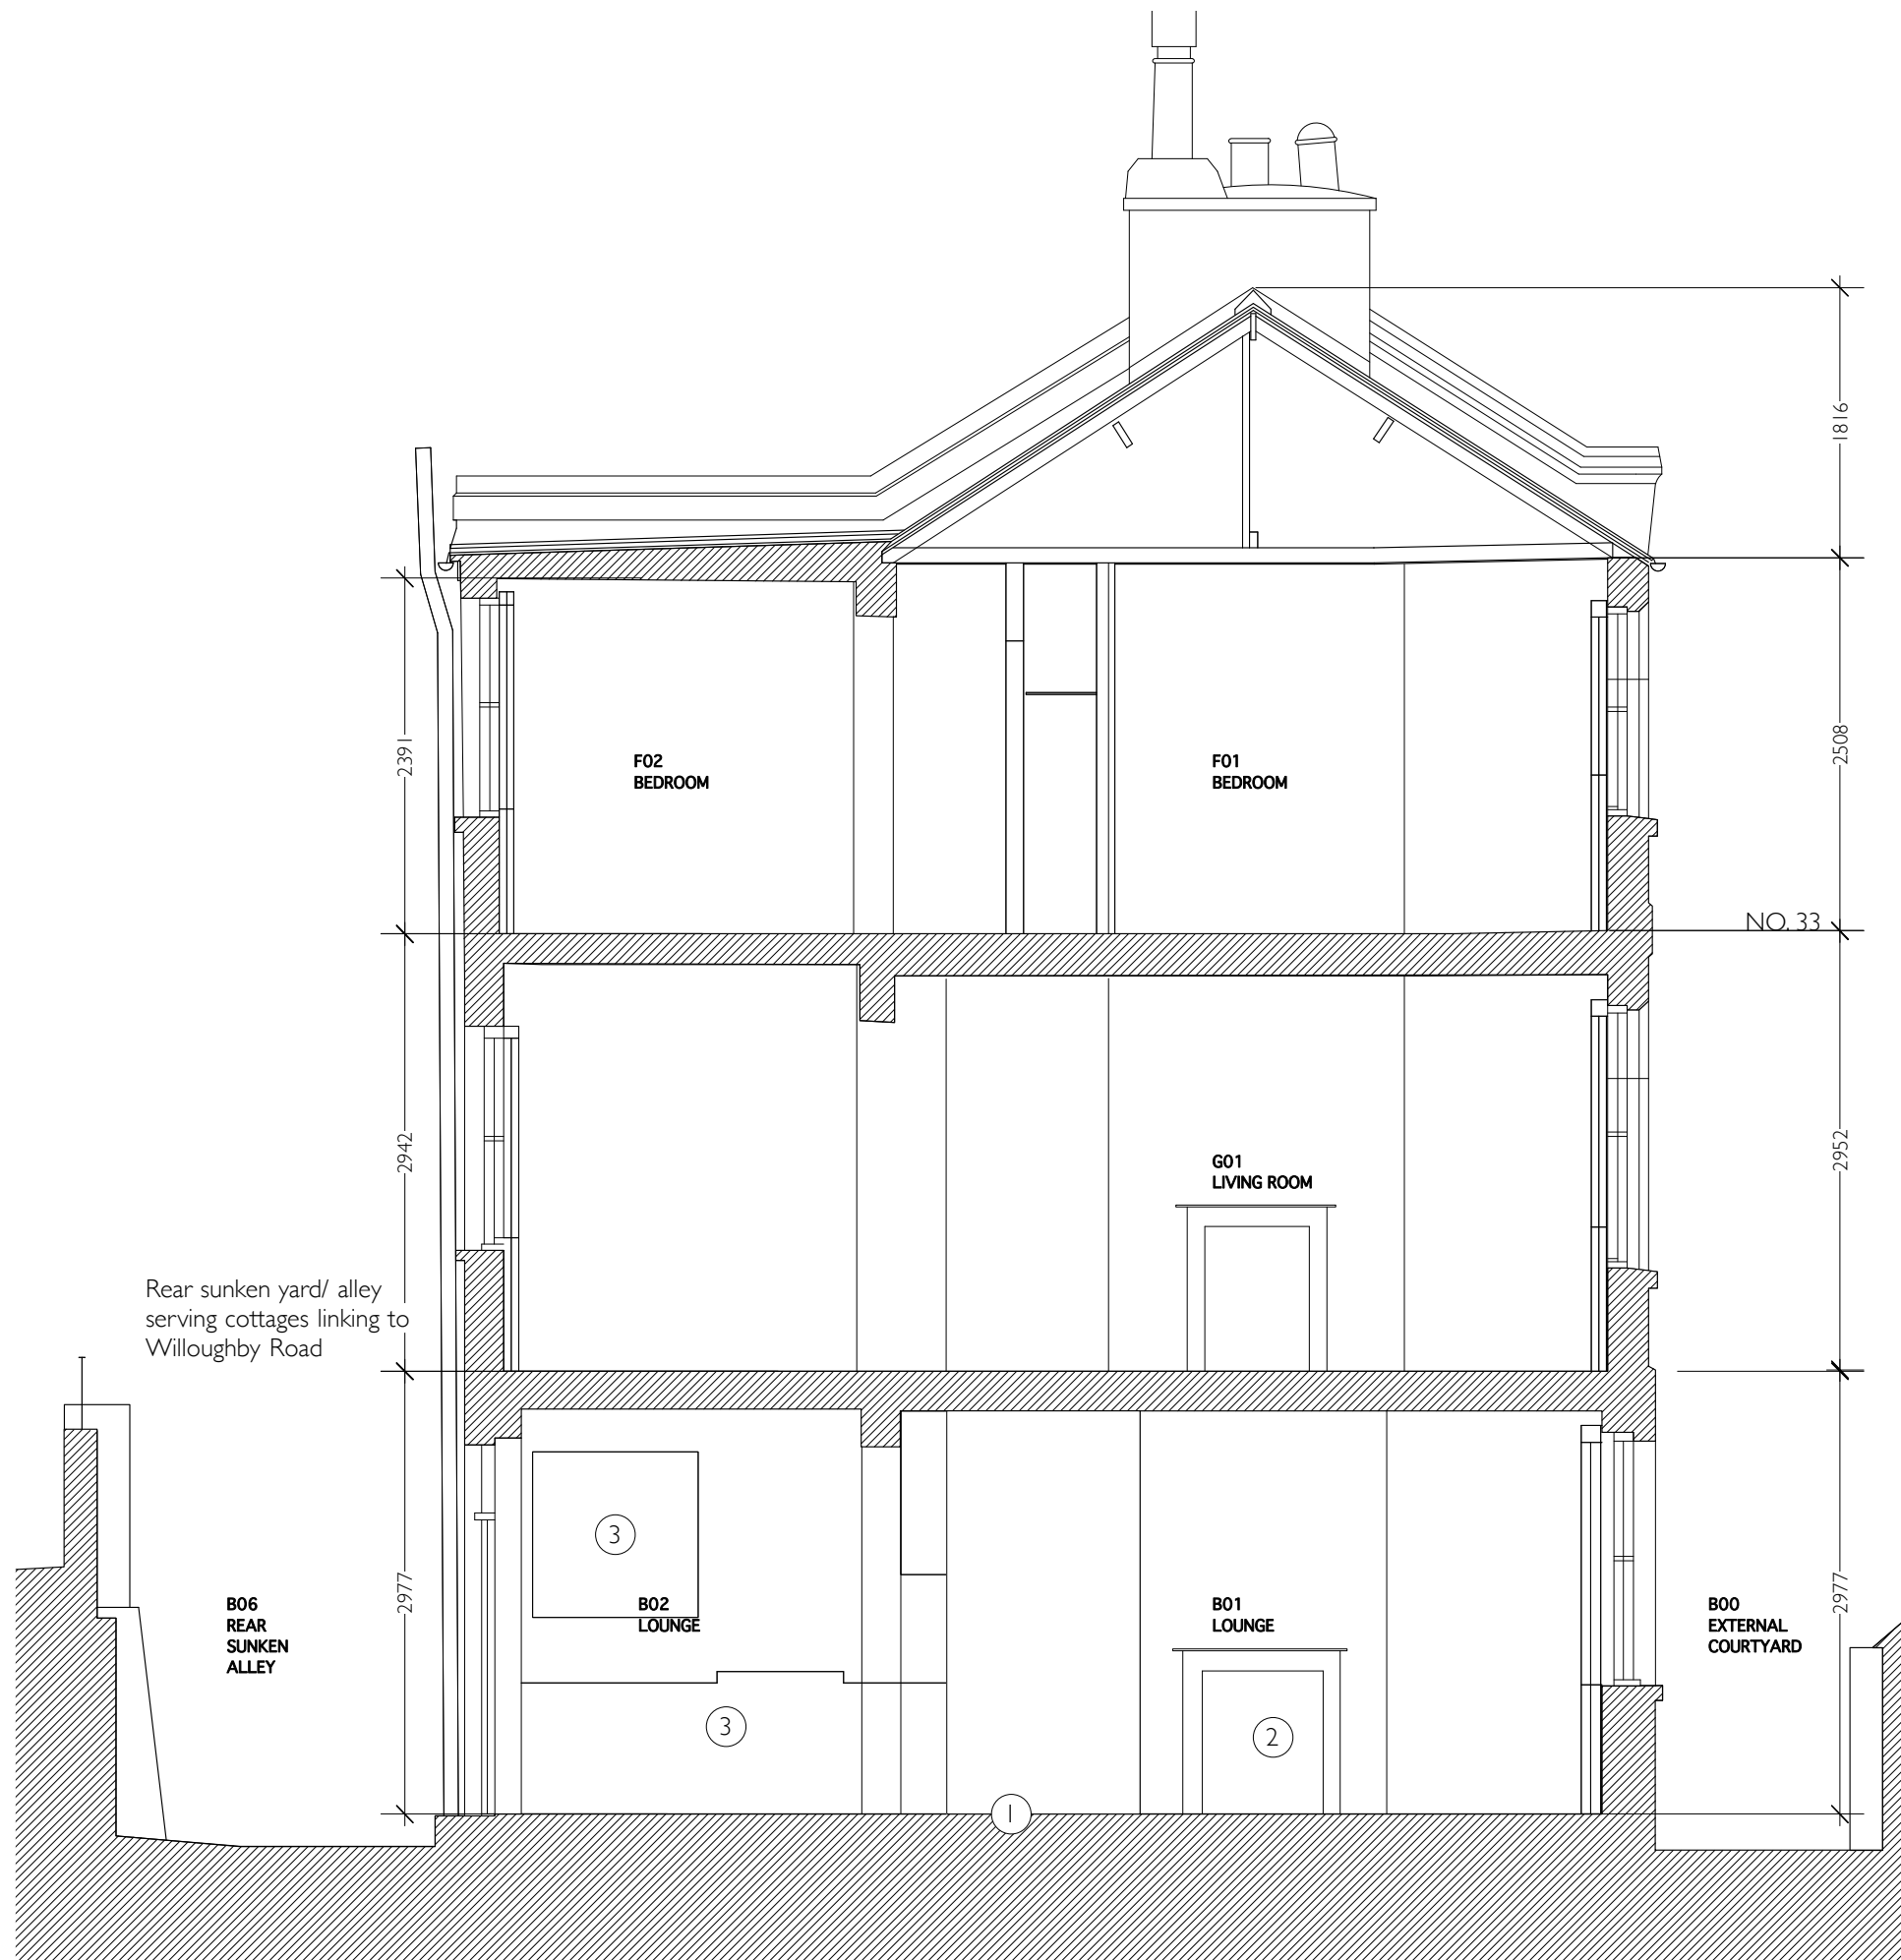 1816
2391
F02
BEDROOM
F01
BEDROOM
2508
NO. 33
2942
G01
LIVING ROOM
2952
Rear sunken yard/ alley
serving cottages linking to
Willoughby Road
3
2977
B06
REAR
SUNKEN
ALLEY
B02
LOUNGE
B01
LOUNGE
2977
B00
EXTERNAL
COURTYARD
3
2
1